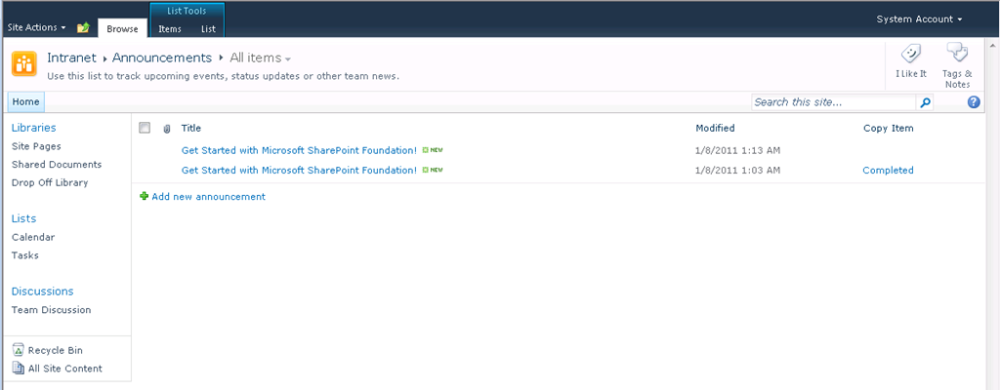 List Tools
Site Actions Browse Items List System Account
Intranet Announcements All items
Use this list to track upcoming events, status updates or other team news.
I Like It
Tags & Notes
Home
Search this site...
Libraries
Site Pages
Shared Documents
Drop Off Library
Lists
Calendar
Tasks
Discussions
Team Discussion
Recycle Bin
All Site Content
Title Modified Copy Item
Get Started with Microsoft SharePoint Foundation! NEW 1/8/2011 1:13 AM
Get Started with Microsoft SharePoint Foundation! NEW 1/8/2011 1:03 AM Completed
Add new announcement